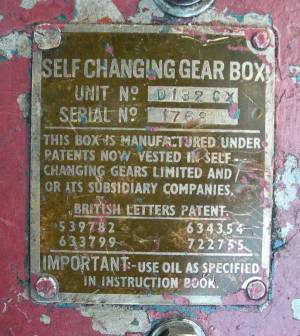 SELF CHANGING GEAR BOX
UNIT Nº D132CX
SERIAL Nº 1768
THIS BOX IS MANUFACTURED UNDER
PATENTS NOW VESTED IN SELF-
CHANGING GEARS LIMITED AND/
OR ITS SUBSIDIARY COMPANIES.
BRITISH LETTERS PATENT.
539782 634354
633799 722755
IMPORTANT:-USE OIL AS SPECIFIED
IN INSTRUCTION BOOK.